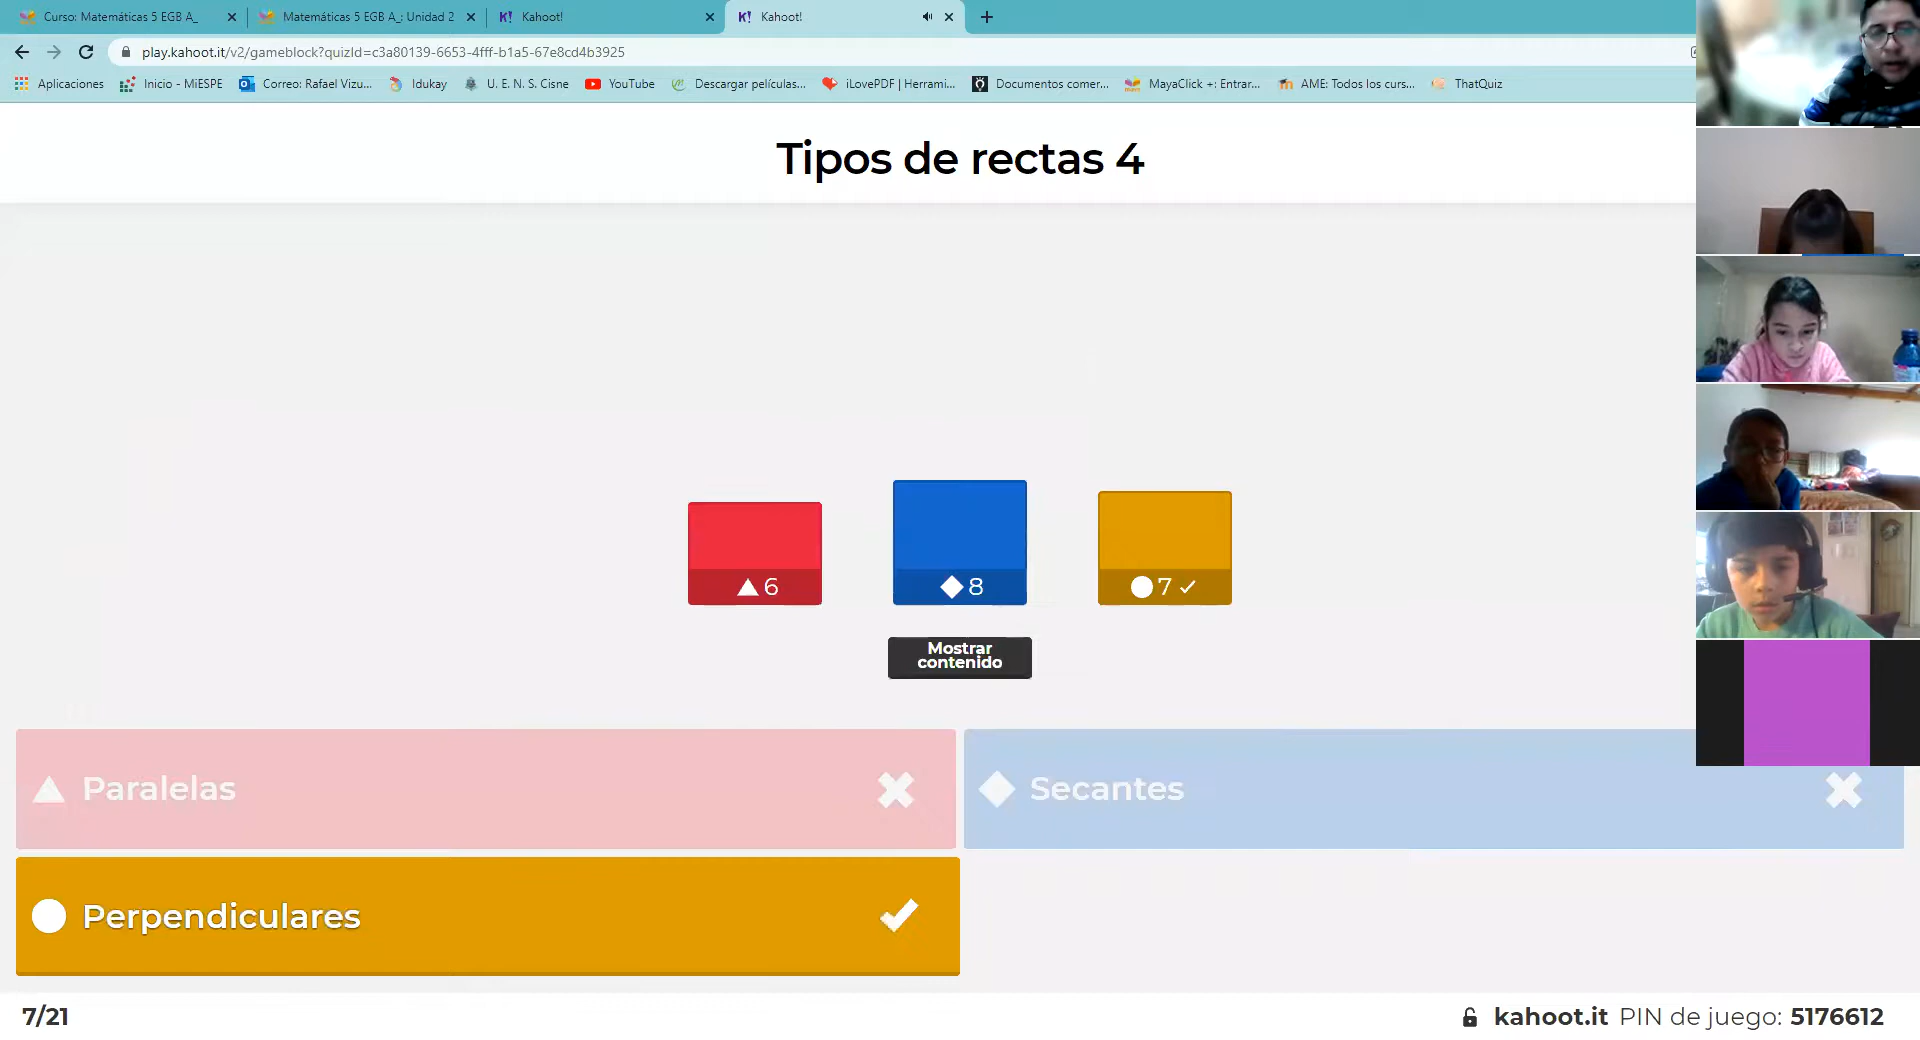 Curso: Matemáticas 5 EGB A_
Matemáticas 5 EGB A_: Unidad 2
K! Kahoot!
K! Kahoot!
play.kahoot.it/v2/gameblock?quizId=c3a80139-6653-4fff-b1a5-67e8cd4b3925
Aplicaciones
Inicio - MiESPE
Correo: Rafael Vizu...
Idukay
U. E. N. S. Cisne
YouTube
Descargar películas...
iLovePDF | Herrami...
Documentos comer...
MayaClick +: Entrar...
AME: Todos los curs...
ThatQuiz
Tipos de rectas 4
6
8
7
Mostrar
contenido
Paralelas
Secantes
Perpendiculares
7/21
kahoot.it PIN de juego: 5176612